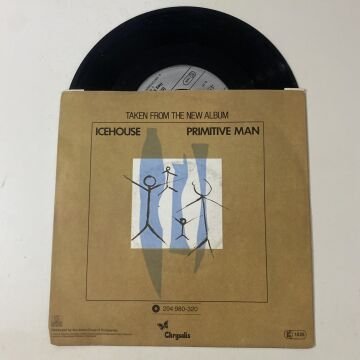 TAKEN FROM THE NEW ALBUM
ICEHOUSE PRIMITIVE MAN
204 980-320
Chrysalis